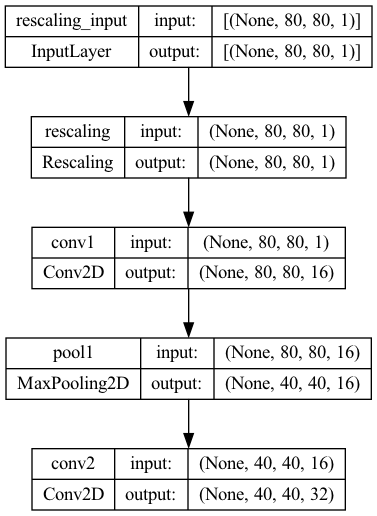 rescaling_input input: [(None, 80, 80, 1)]
InputLayer output: [(None, 80, 80, 1)]
rescaling input: (None, 80, 80, 1)
Rescaling output: (None, 80, 80, 1)
conv1 input: (None, 80, 80, 1)
Conv2D output: (None, 80, 80, 16)
pool1 input: (None, 80, 80, 16)
MaxPooling2D output: (None, 40, 40, 16)
conv2 input: (None, 40, 40, 16)
Conv2D output: (None, 40, 40, 32)